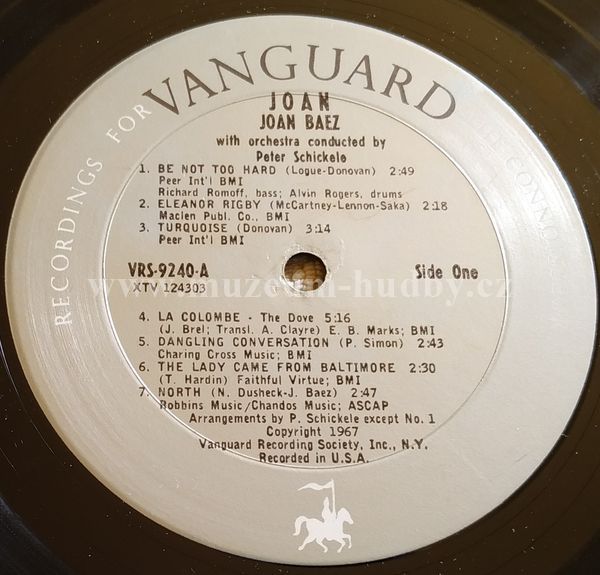 RECORDINGS FOR
VANGUARD
JOAN
JOAN BAEZ
with orchestra conducted by
Peter Schickele
1. BE NOT TOO HARD (Logue-Donovan) 2:49
Peer Int'l BMI
Richard Romoff, bass; Alvin Rogers, drums
2. ELEANOR RIGBY (McCartney-Lennon-Saka) 2:18
Maclen Publ. Co., BMI
3. TURQUOISE (Donovan) 3:14
Peer Int'l BMI
VRS-9240-A Side One
XTV 124303
www.muzeum-hudby.cz
4. LA COLOMBE - The Dove 5:16
(J. Brel; Transl. A. Clayre) E. B. Marks; BMI
5. DANGLING CONVERSATION (P. Simon) 2:43
Charing Cross Music; BMI
6. THE LADY CAME FROM BALTIMORE 2:30
(T. Hardin) Faithful Virtue; BMI
7. NORTH (N. Dusheck-J. Baez) 2:47
Robbins Music/Chandos Music; ASCAP
Arrangements by P. Schickele except No. 1
Copyright 1967
Vanguard Recording Society, Inc., N.Y.
Recorded in U.S.A.